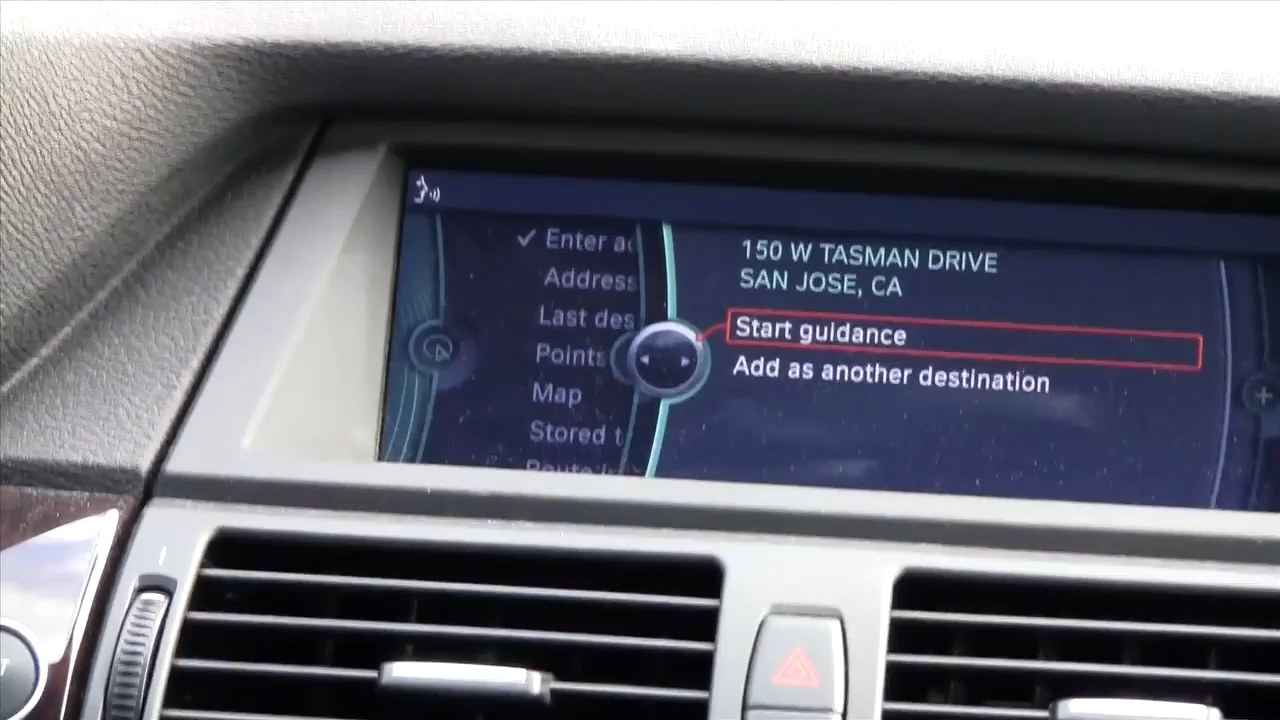 ✓ Enter a
Address
Last des
Points
Map
Stored t
150 W TASMAN DRIVE
SAN JOSE, CA
Start guidance
Add as another destination